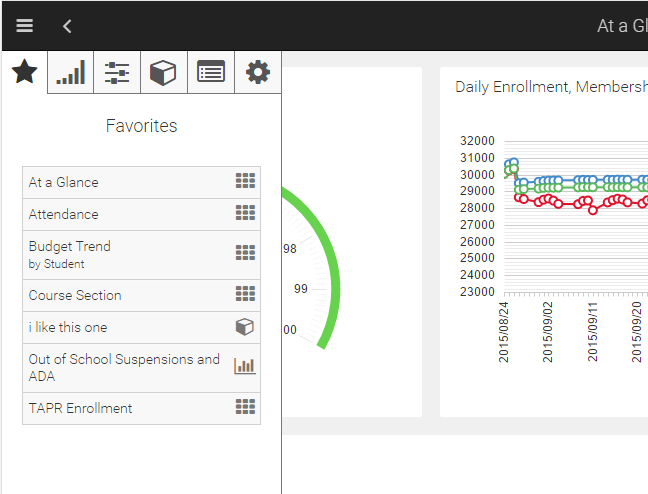 At a Gl
Favorites
At a Glance
Attendance
Budget Trend
by Student
Course Section
i like this one
Out of School Suspensions and
ADA
TAPR Enrollment
98
99
00
Daily Enrollment, Membersh
32000
31000
30000
29000
28000
27000
26000
25000
24000
23000
2015/08/24
2015/09/02
2015/09/11
2015/09/20